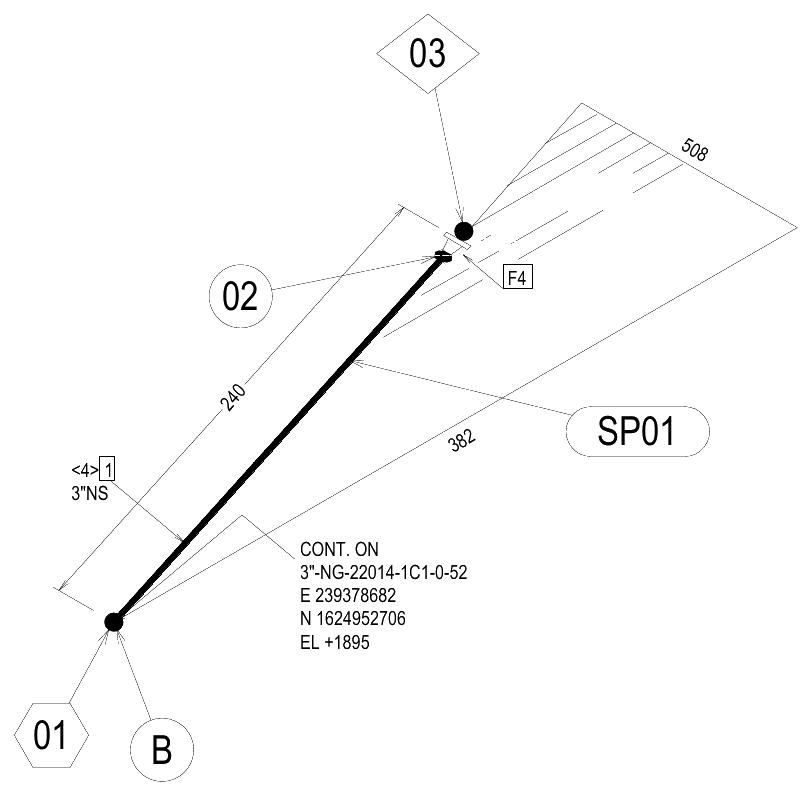 03
508
F4
02
240
SP01
382
<4> 1
3"NS
CONT. ON
3"-NG-22014-1C1-0-52
E 239378682
N 1624952706
EL +1895
01
B